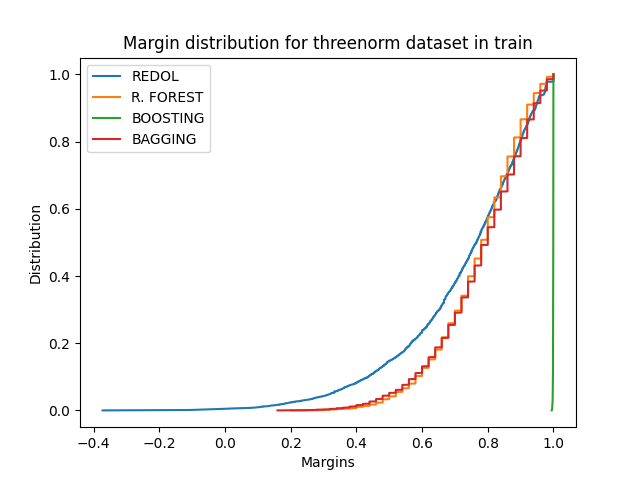 Margin distribution for threenorm dataset in train
REDOL
R. FOREST
BOOSTING
BAGGING
Distribution
1.0
0.8
0.6
0.4
0.2
0.0
−0.4 −0.2 0.0 0.2 0.4 0.6 0.8 1.0
Margins